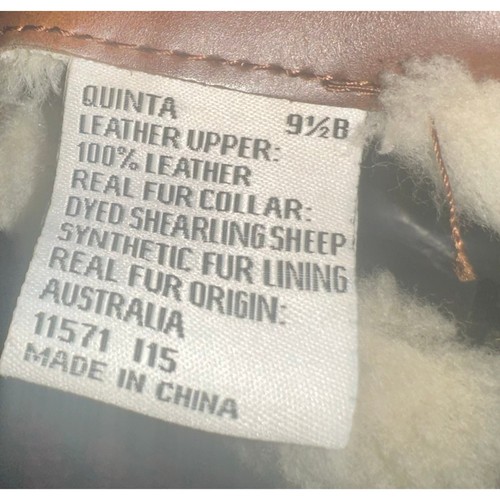 QUINTA 9½B
LEATHER UPPER:
100% LEATHER
REAL FUR COLLAR:
DYED SHEARLING SHEEP
SYNTHETIC FUR LINING
REAL FUR ORIGIN:
AUSTRALIA
11571 I15
MADE IN CHINA